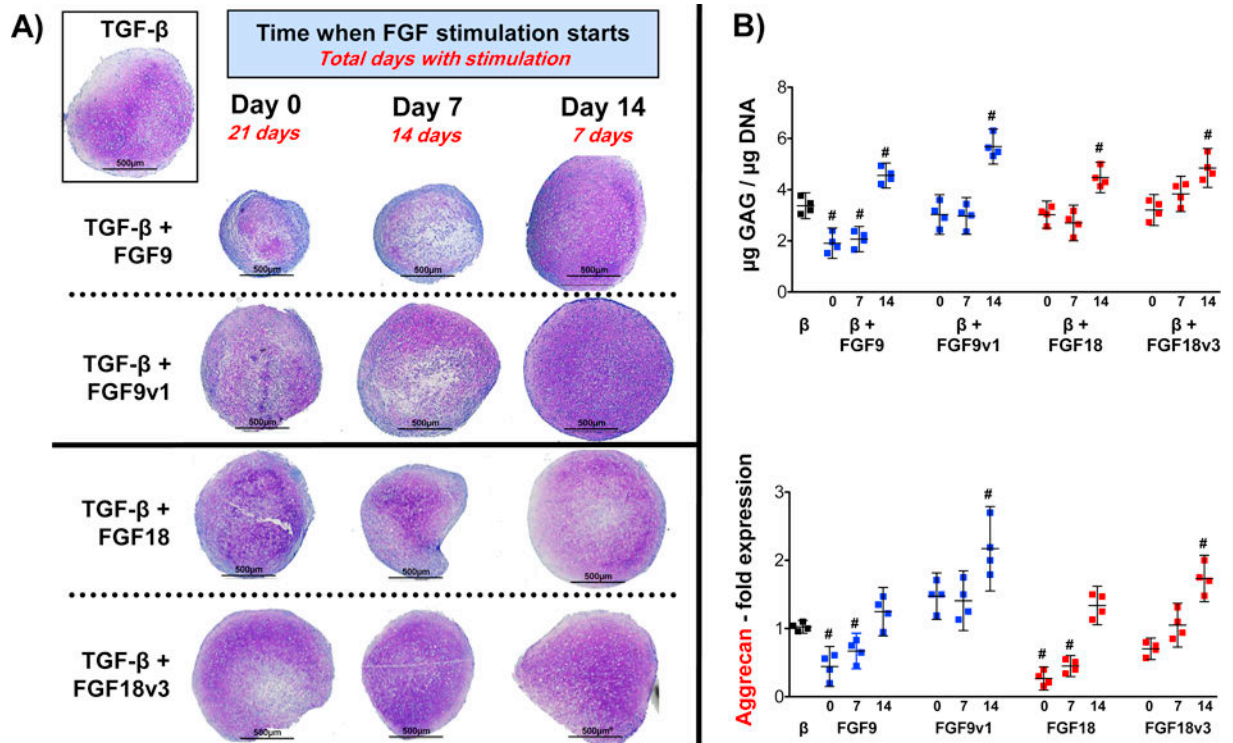 A)
TGF-β
500µm
Time when FGF stimulation starts
Total days with stimulation
Day 0
21 days
Day 7
14 days
Day 14
7 days
TGF-β +
FGF9
500µm
500µm
500µm
TGF-β +
FGF9v1
500µm
500µm
500µm
TGF-β +
FGF18
500µm
500µm
500µm
TGF-β +
FGF18v3
500µm
500µm
500µm
B)
µg GAG / µg DNA
8
6
4
2
0
# # # # # #
0 7 14 0 7 14 0 7 14 0 7 14
β β + β + β + β +
FGF9 FGF9v1 FGF18 FGF18v3
Aggrecan - fold expression
3
2
1
0
# # # # # #
0 7 14 0 7 14 0 7 14 0 7 14
β FGF9 FGF9v1 FGF18 FGF18v3